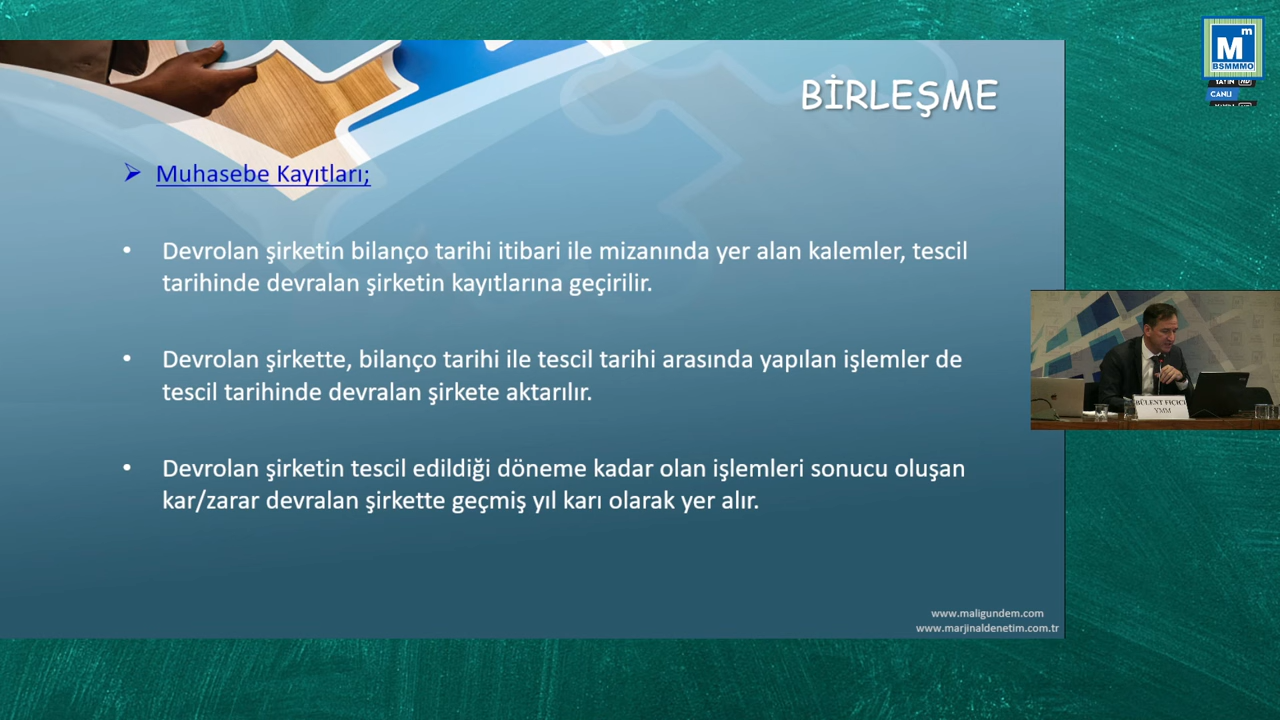 BİRLEŞME
Muhasebe Kayıtları;
Devrolan şirketin bilanço tarihi itibari ile mizanında yer alan kalemler, tescil
tarihinde devralan şirketin kayıtlarına geçirilir.
Devrolan şirkette, bilanço tarihi ile tescil tarihi arasında yapılan işlemler de
tescil tarihinde devralan şirkete aktarılır.
Devrolan şirketin tescil edildiği döneme kadar olan işlemleri sonucu oluşan
kar/zarar devralan şirkette geçmiş yıl karı olarak yer alır.
www.maligundem.com
www.marjinaldenetim.com.tr
M m
BSMMMO
YAYIN HD
CANLI
BÜLENT FICICI
YMM